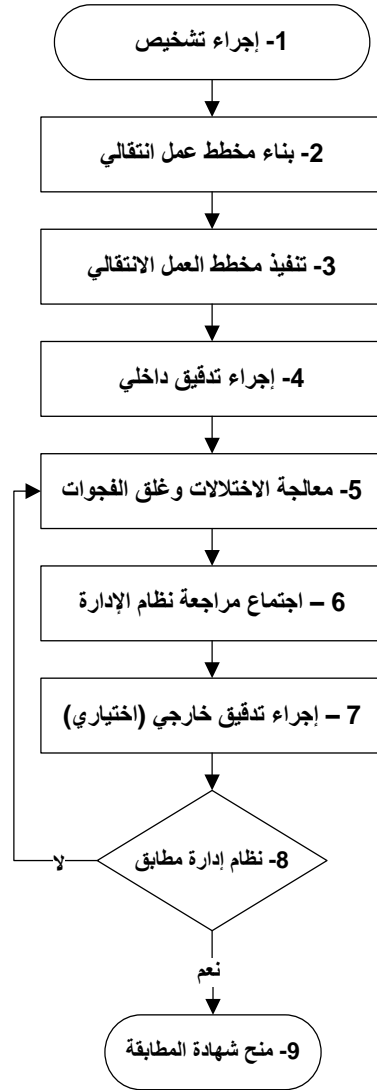 1- إجراء تشخيص
2- بناء مخطط عمل انتقالي
3- تنفيذ مخطط العمل الانتقالي
4- إجراء تدقيق داخلي
5- معالجة الاختلالات وغلق الفجوات
6 – اجتماع مراجعة نظام الإدارة
7 – إجراء تدقيق خارجي (اختياري)
8- نظام إدارة مطابق
لا
نعم
9- منح شهادة المطابقة